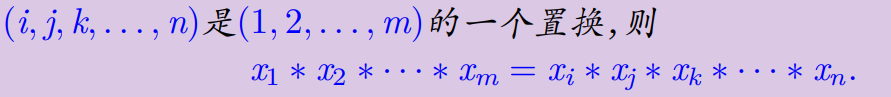 (i, j, k, . . . , n)是(1, 2, . . . , m)的一个置换,则
x₁ ∗ x₂ ∗ · · · ∗ xₘ = xᵢ ∗ xⱼ ∗ xₖ ∗ · · · ∗ xₙ.